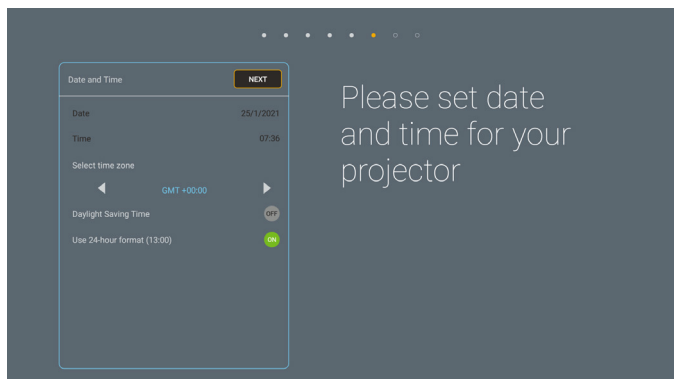 Date and Time
NEXT
Date
25/1/2021
Time
07:36
Select time zone
GMT +00:00
Daylight Saving Time
OFF
Use 24-hour format (13:00)
ON
Please set date
and time for your
projector